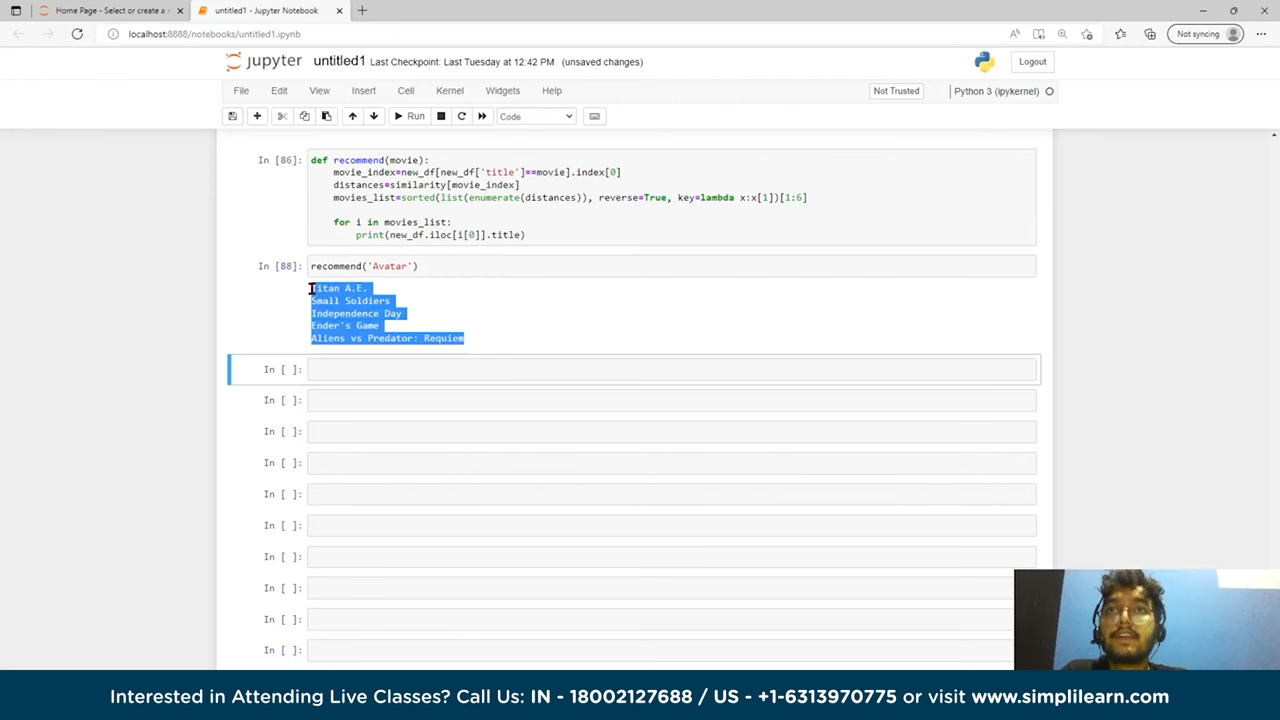 Home Page - Select or create a n
untitled1 - Jupyter Notebook
localhost:8888/notebooks/untitled1.ipynb
Not syncing
jupyter untitled1 Last Checkpoint: Last Tuesday at 12:42 PM (unsaved changes)
Logout
File Edit View Insert Cell Kernel Widgets Help
Not Trusted
Python 3 (ipykernel)
Run
Code
In [86]:
def recommend(movie):
    movie_index=new_df[new_df['title']==movie].index[0]
    distances=similarity[movie_index]
    movies_list=sorted(list(enumerate(distances)), reverse=True, key=lambda x:x[1])[1:6]
    for i in movies_list:
        print(new_df.iloc[i[0]].title)
In [88]:
recommend('Avatar')
Titan A.E.
Small Soldiers
Independence Day
Ender's Game
Aliens vs Predator: Requiem
In [ ]:
In [ ]:
In [ ]:
In [ ]:
In [ ]:
In [ ]:
In [ ]:
In [ ]:
In [ ]:
In [ ]:
Interested in Attending Live Classes? Call Us: IN - 18002127688 / US - +1-6313970775 or visit www.simplilearn.com